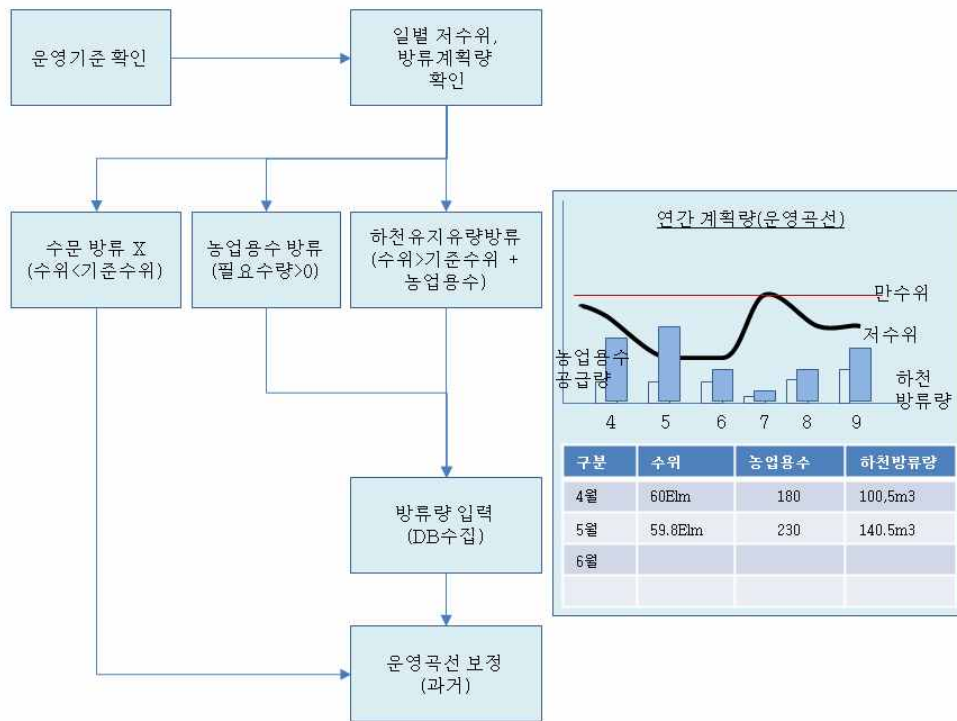 운영기준 확인
일별 저수위,
방류계획량
확인
수문 방류 X
(수위<기준수위)
농업용수 방류
(필요수량>0)
하천유지유량방류
(수위>기준수위 +
농업용수)
방류량 입력
(DB수집)
운영곡선 보정
(과거)
연간 계획량(운영곡선)
만수위
저수위
농업용수
공급량
하천
방류량
4 5 6 7 8 9
구분 수위 농업용수 하천방류량
4월 60Elm 180 100,5m3
5월 59.8Elm 230 140.5m3
6월